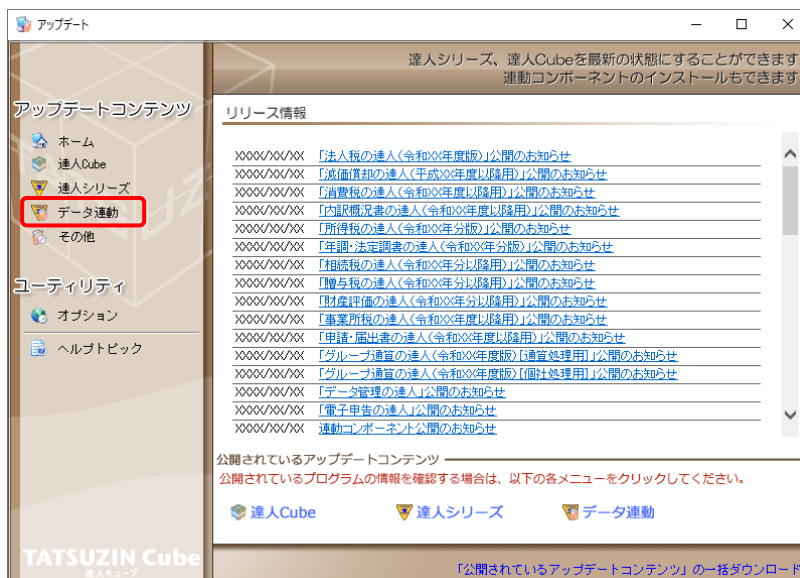 アップデート
達人シリーズ、達人Cubeを最新の状態にすることができます
連動コンポーネントのインストールもできます
アップデートコンテンツ
ホーム
達人Cube
達人シリーズ
データ連動
その他
ユーティリティ
オプション
ヘルプトピック
TATSUZIN Cube
達人キューブ
リリース情報
XXXX/XX/XX 「法人税の達人(令和XX年度版)」公開のお知らせ
XXXX/XX/XX 「減価償却の達人(平成XX年度以降用)」公開のお知らせ
XXXX/XX/XX 「消費税の達人(令和XX年度以降用)」公開のお知らせ
XXXX/XX/XX 「内訳概況書の達人(令和XX年度以降用)」公開のお知らせ
XXXX/XX/XX 「所得税の達人(令和XX年分版)」公開のお知らせ
XXXX/XX/XX 「年調・法定調書の達人(令和XX年分版)」公開のお知らせ
XXXX/XX/XX 「相続税の達人(令和XX年分以降用)」公開のお知らせ
XXXX/XX/XX 「贈与税の達人(令和XX年分以降用)」公開のお知らせ
XXXX/XX/XX 「財産評価の達人(令和XX年分以降用)」公開のお知らせ
XXXX/XX/XX 「事業所税の達人(令和XX年度以降用)」公開のお知らせ
XXXX/XX/XX 「申請・届出書の達人(令和XX年度以降用)」公開のお知らせ
XXXX/XX/XX 「グループ通算の達人(令和XX年度版)[通算処理用]」公開のお知らせ
XXXX/XX/XX 「グループ通算の達人(令和XX年度版)[個社処理用]」公開のお知らせ
XXXX/XX/XX 「データ管理の達人」公開のお知らせ
XXXX/XX/XX 「電子申告の達人」公開のお知らせ
XXXX/XX/XX 連動コンポーネント公開のお知らせ
公開されているアップデートコンテンツ
公開されているプログラムの情報を確認する場合は、以下の各メニューをクリックしてください。
達人Cube 達人シリーズ データ連動
「公開されているアップデートコンテンツ」の一括ダウンロード